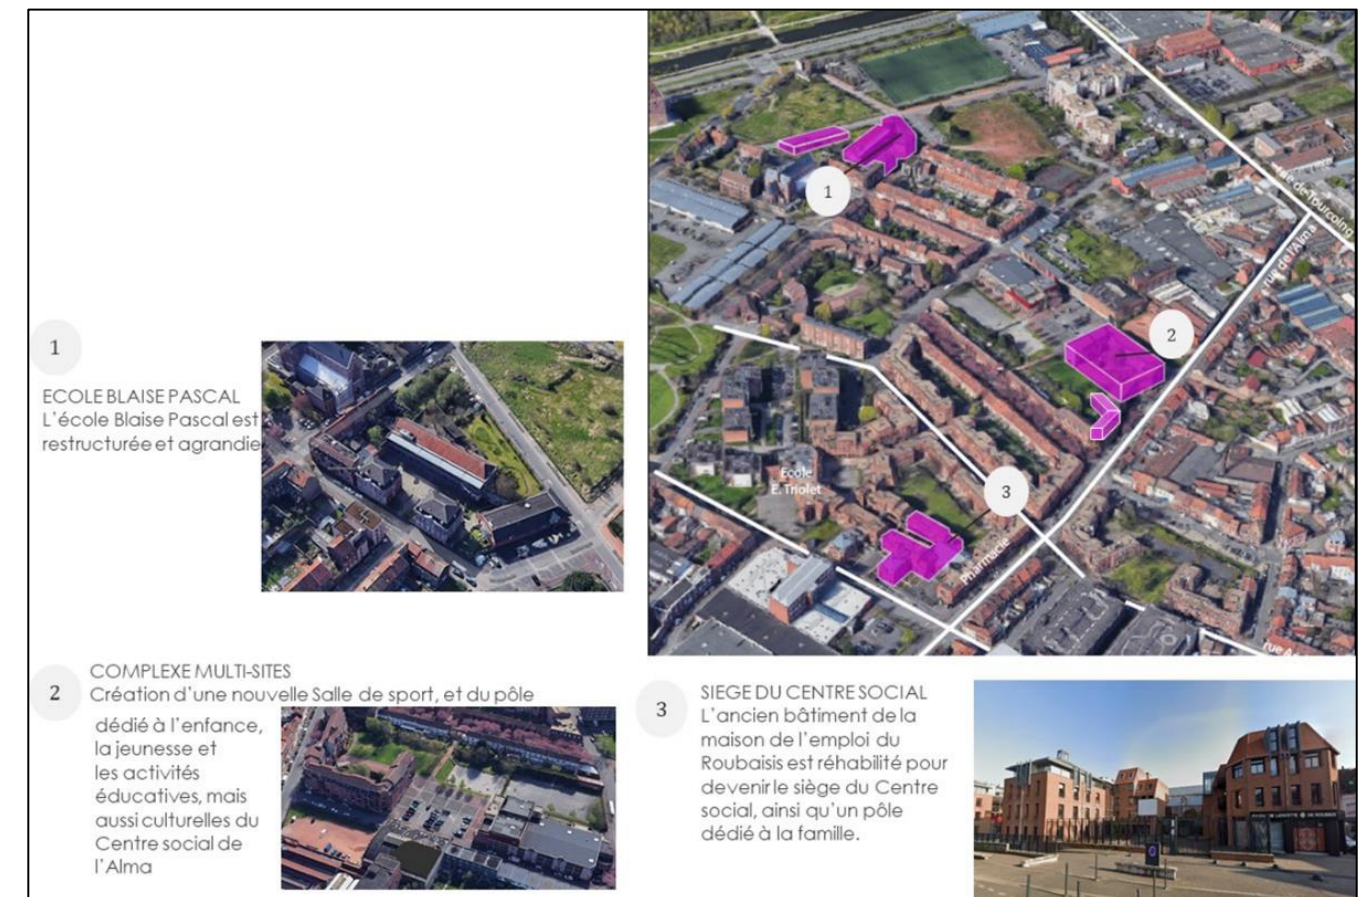 rue de Tourcoing
rue de l'Alma
1
2
Ecole
E. Triolet
3
Pharmacie
1
ECOLE BLAISE PASCAL
L'école Blaise Pascal est
restructurée et agrandie
2
COMPLEXE MULTI-SITES
Création d'une nouvelle Salle de sport, et du pôle
dédié à l'enfance,
la jeunesse et
les activités
éducatives, mais
aussi culturelles du
Centre social de
l'Alma
3
SIEGE DU CENTRE SOCIAL
L'ancien bâtiment de la
maison de l'emploi du
Roubaisis est réhabilité pour
devenir le siège du Centre
social, ainsi qu'un pôle
dédié à la famille.